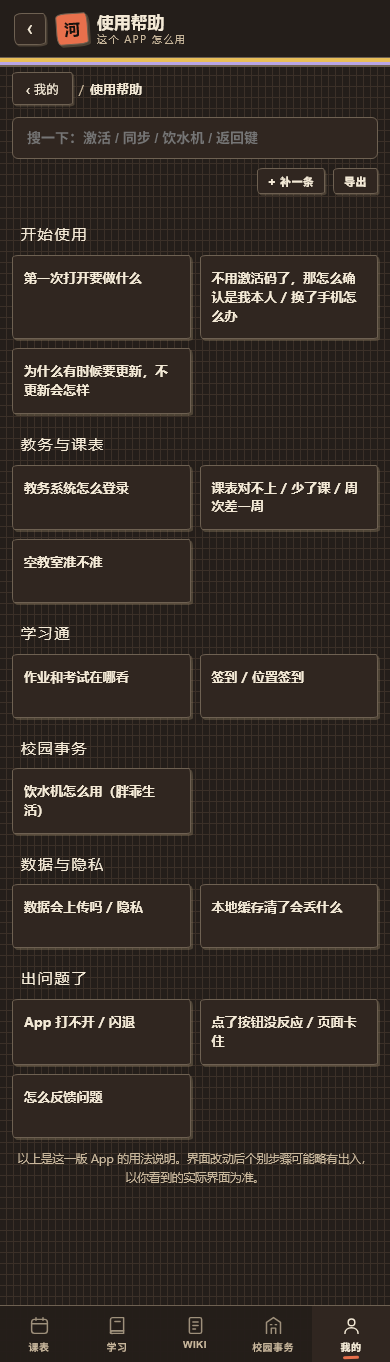 ‹
河
使用帮助
这个 APP 怎么用
‹ 我的 / 使用帮助
搜一下：激活 / 同步 / 饮水机 / 返回键
+ 补一条
导出
开始使用
第一次打开要做什么
不用激活码了，那怎么确
认是我本人 / 换了手机怎
么办
为什么有时候要更新，不
更新会怎样
教务与课表
教务系统怎么登录
课表对不上 / 少了课 / 周
次差一周
空教室准不准
学习通
作业和考试在哪看
签到 / 位置签到
校园事务
饮水机怎么用（胖乖生
活）
数据与隐私
数据会上传吗 / 隐私
本地缓存清了会丢什么
出问题了
App 打不开 / 闪退
点了按钮没反应 / 页面卡
住
怎么反馈问题
以上是这一版 App 的用法说明。界面改动后个别步骤可能略有出入，
以你看到的实际界面为准。
课表
学习
WIKI
校园事务
我的